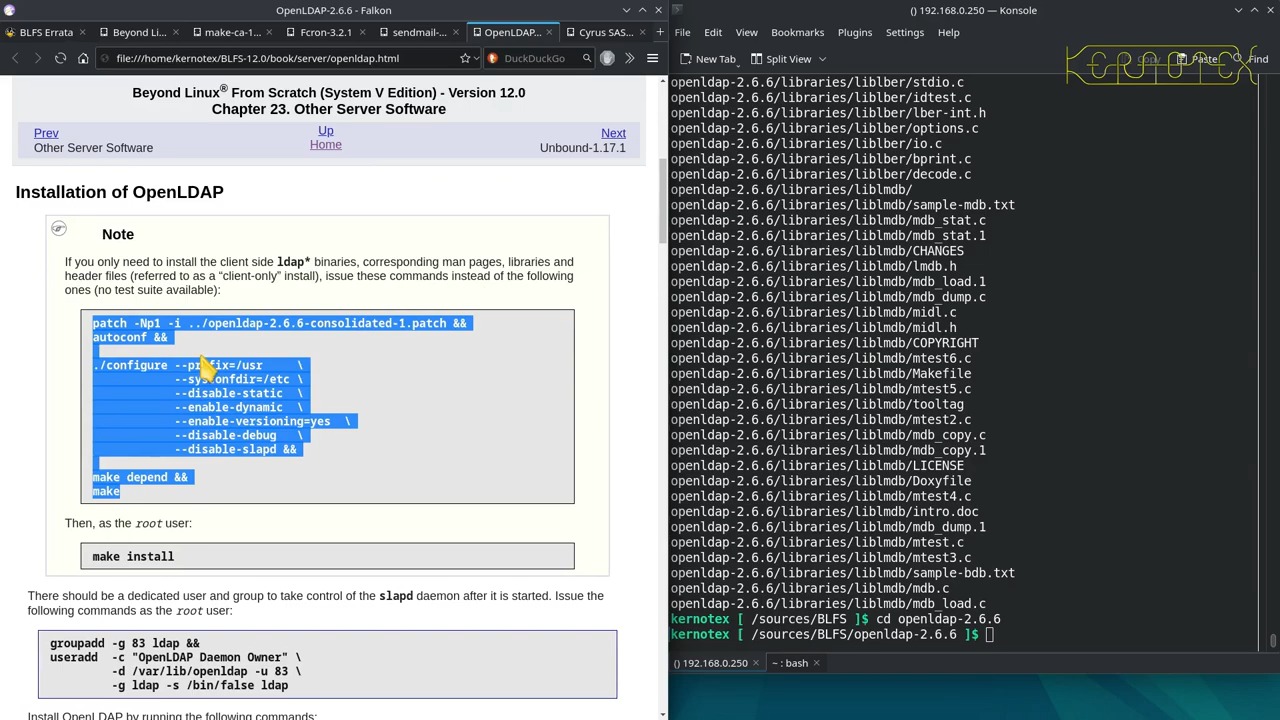 OpenLDAP-2.6.6 - Falkon
BLFS Errata
Beyond Li...
make-ca-1...
Fcron-3.2.1
sendmail-...
OpenLDAP...
Cyrus SAS...
file:///home/kernotex/BLFS-12.0/book/server/openldap.html
DuckDuckGo
Beyond Linux® From Scratch (System V Edition) - Version 12.0
Chapter 23. Other Server Software
Prev
Up
Next
Other Server Software
Home
Unbound-1.17.1
Installation of OpenLDAP
Note
If you only need to install the client side ldap* binaries, corresponding man pages, libraries and
header files (referred to as a “client-only” install), issue these commands instead of the following
ones (no test suite available):
patch -Np1 -i ../openldap-2.6.6-consolidated-1.patch &&
autoconf &&
./configure --prefix=/usr \
--sysconfdir=/etc \
--disable-static \
--enable-dynamic \
--enable-versioning=yes \
--disable-debug \
--disable-slapd &&
make depend &&
make
Then, as the root user:
make install
There should be a dedicated user and group to take control of the slapd daemon after it is started. Issue the
following commands as the root user:
groupadd -g 83 ldap &&
useradd -c "OpenLDAP Daemon Owner" \
-d /var/lib/openldap -u 83 \
-g ldap -s /bin/false ldap
Install OpenLDAP by running the following commands:
() 192.168.0.250 — Konsole
File Edit View Bookmarks Plugins Settings Help
New Tab
Split View
Copy
Paste
Find
KERNOTEX
openldap-2.6.6/libraries/liblber/stdio.c
openldap-2.6.6/libraries/liblber/idtest.c
openldap-2.6.6/libraries/liblber/lber-int.h
openldap-2.6.6/libraries/liblber/options.c
openldap-2.6.6/libraries/liblber/io.c
openldap-2.6.6/libraries/liblber/bprint.c
openldap-2.6.6/libraries/liblber/decode.c
openldap-2.6.6/libraries/liblmdb/
openldap-2.6.6/libraries/liblmdb/sample-mdb.txt
openldap-2.6.6/libraries/liblmdb/mdb_stat.c
openldap-2.6.6/libraries/liblmdb/mdb_stat.1
openldap-2.6.6/libraries/liblmdb/CHANGES
openldap-2.6.6/libraries/liblmdb/lmdb.h
openldap-2.6.6/libraries/liblmdb/mdb_load.1
openldap-2.6.6/libraries/liblmdb/mdb_dump.c
openldap-2.6.6/libraries/liblmdb/midl.c
openldap-2.6.6/libraries/liblmdb/midl.h
openldap-2.6.6/libraries/liblmdb/COPYRIGHT
openldap-2.6.6/libraries/liblmdb/mtest6.c
openldap-2.6.6/libraries/liblmdb/Makefile
openldap-2.6.6/libraries/liblmdb/mtest5.c
openldap-2.6.6/libraries/liblmdb/tooltag
openldap-2.6.6/libraries/liblmdb/mtest2.c
openldap-2.6.6/libraries/liblmdb/mdb_copy.c
openldap-2.6.6/libraries/liblmdb/mdb_copy.1
openldap-2.6.6/libraries/liblmdb/LICENSE
openldap-2.6.6/libraries/liblmdb/Doxyfile
openldap-2.6.6/libraries/liblmdb/mtest4.c
openldap-2.6.6/libraries/liblmdb/intro.doc
openldap-2.6.6/libraries/liblmdb/mdb_dump.1
openldap-2.6.6/libraries/liblmdb/mtest.c
openldap-2.6.6/libraries/liblmdb/mtest3.c
openldap-2.6.6/libraries/liblmdb/sample-bdb.txt
openldap-2.6.6/libraries/liblmdb/mdb.c
openldap-2.6.6/libraries/liblmdb/mdb_load.c
kernotex [ /sources/BLFS ]$ cd openldap-2.6.6
kernotex [ /sources/BLFS/openldap-2.6.6 ]$
() 192.168.0.250
~ : bash